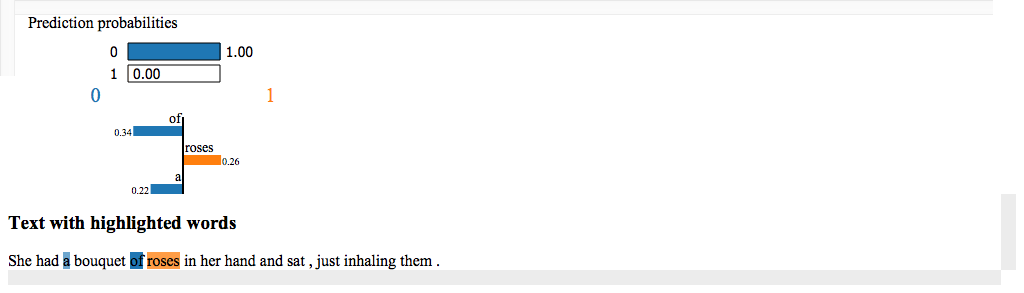 Prediction probabilities
0 1.00
1 0.00
0 1
of
0.34
roses
0.26
a
0.22
Text with highlighted words
She had a bouquet of roses in her hand and sat , just inhaling them .